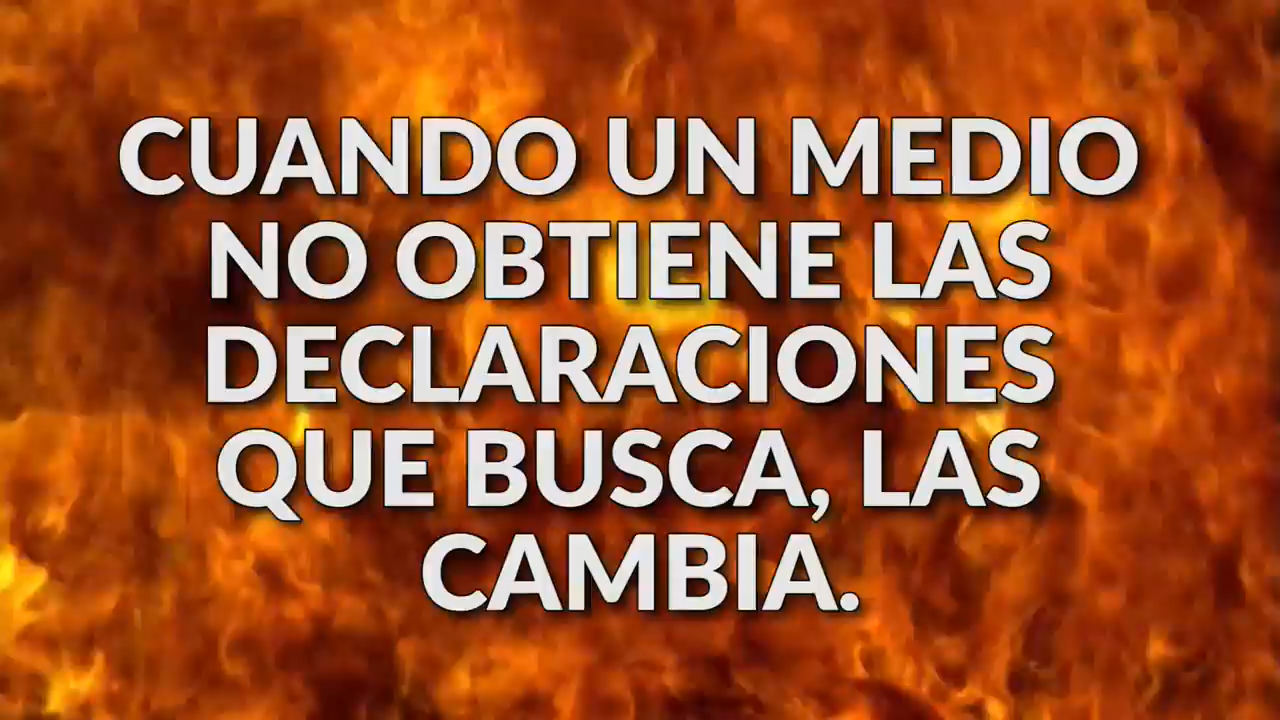 CUANDO UN MEDIO
NO OBTIENE LAS
DECLARACIONES
QUE BUSCA, LAS
CAMBIA.